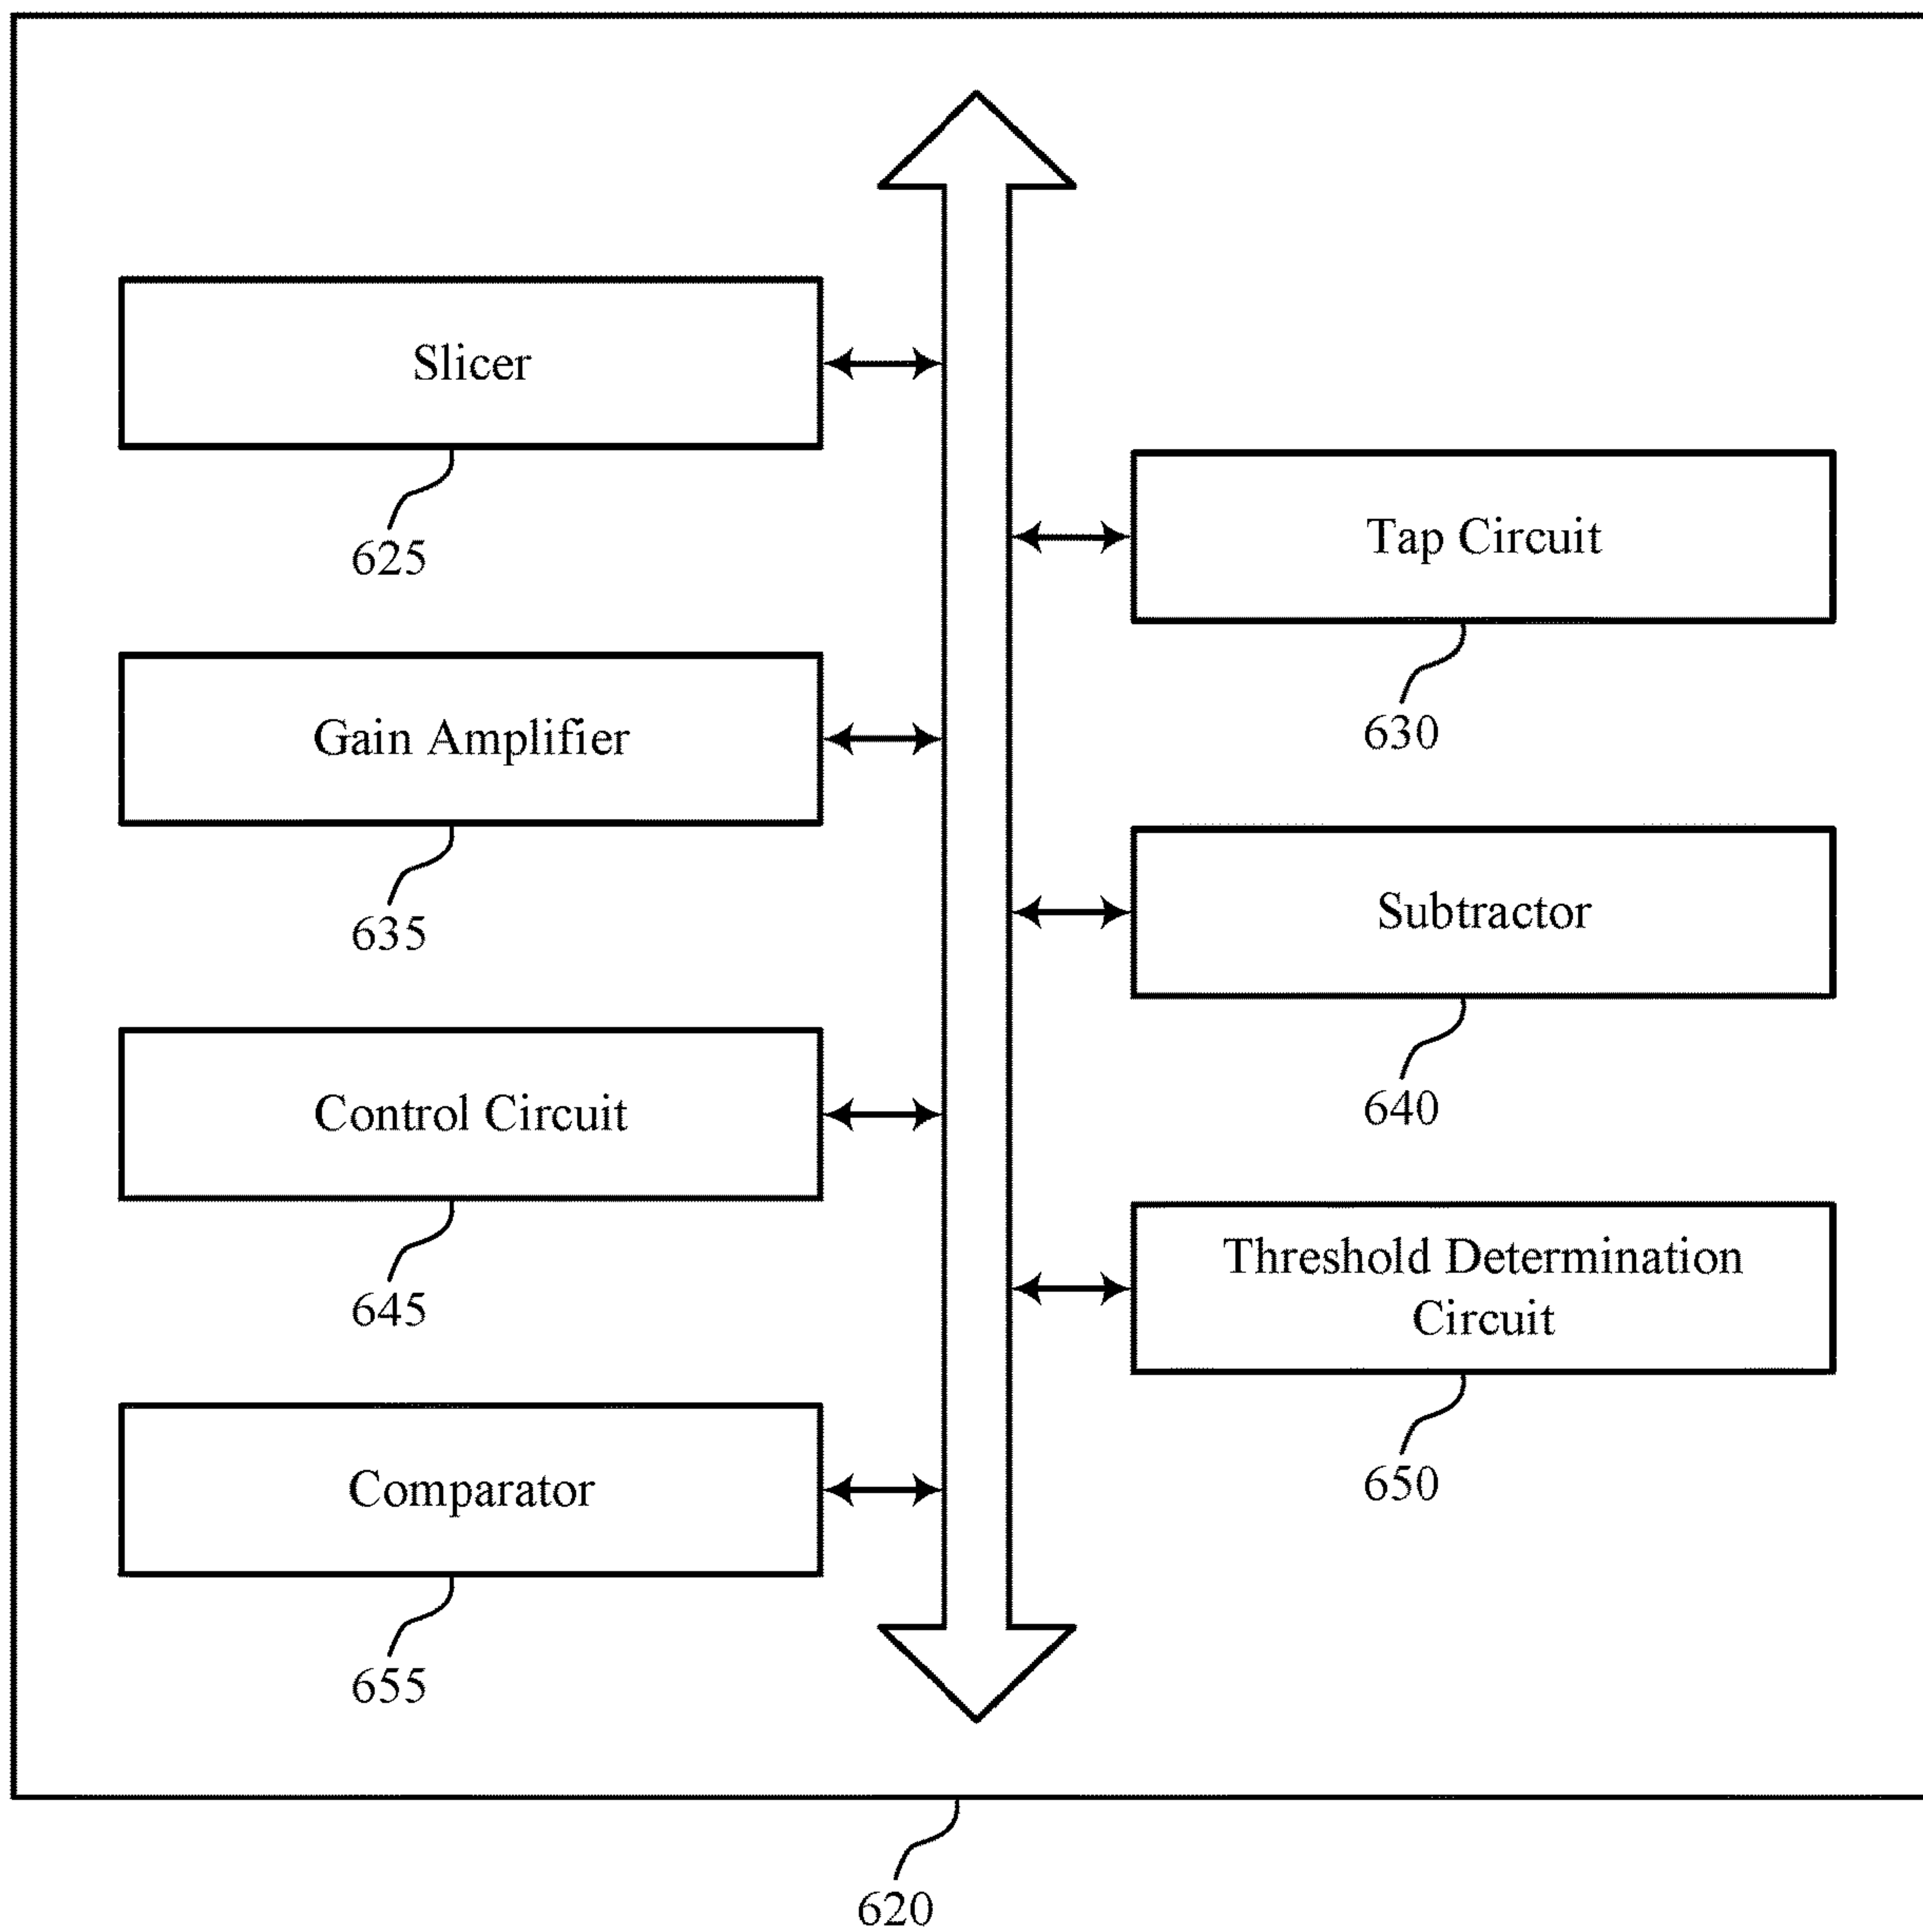 Slicer
625
Tap Circuit
630
Gain Amplifier
635
Subtractor
640
Control Circuit
645
Threshold Determination
Circuit
650
Comparator
655
620